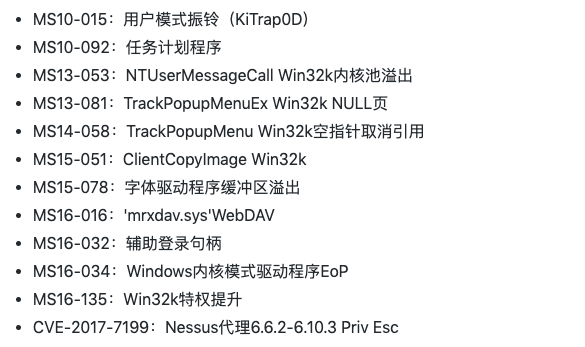 • MS10-015：用户模式振铃（KiTrap0D）
• MS10-092：任务计划程序
• MS13-053：NTUserMessageCall Win32k内核池溢出
• MS13-081：TrackPopupMenuEx Win32k NULL页
• MS14-058：TrackPopupMenu Win32k空指针取消引用
• MS15-051：ClientCopyImage Win32k
• MS15-078：字体驱动程序缓冲区溢出
• MS16-016：'mrxdav.sys'WebDAV
• MS16-032：辅助登录句柄
• MS16-034：Windows内核模式驱动程序EoP
• MS16-135：Win32k特权提升
• CVE-2017-7199：Nessus代理6.6.2-6.10.3 Priv Esc